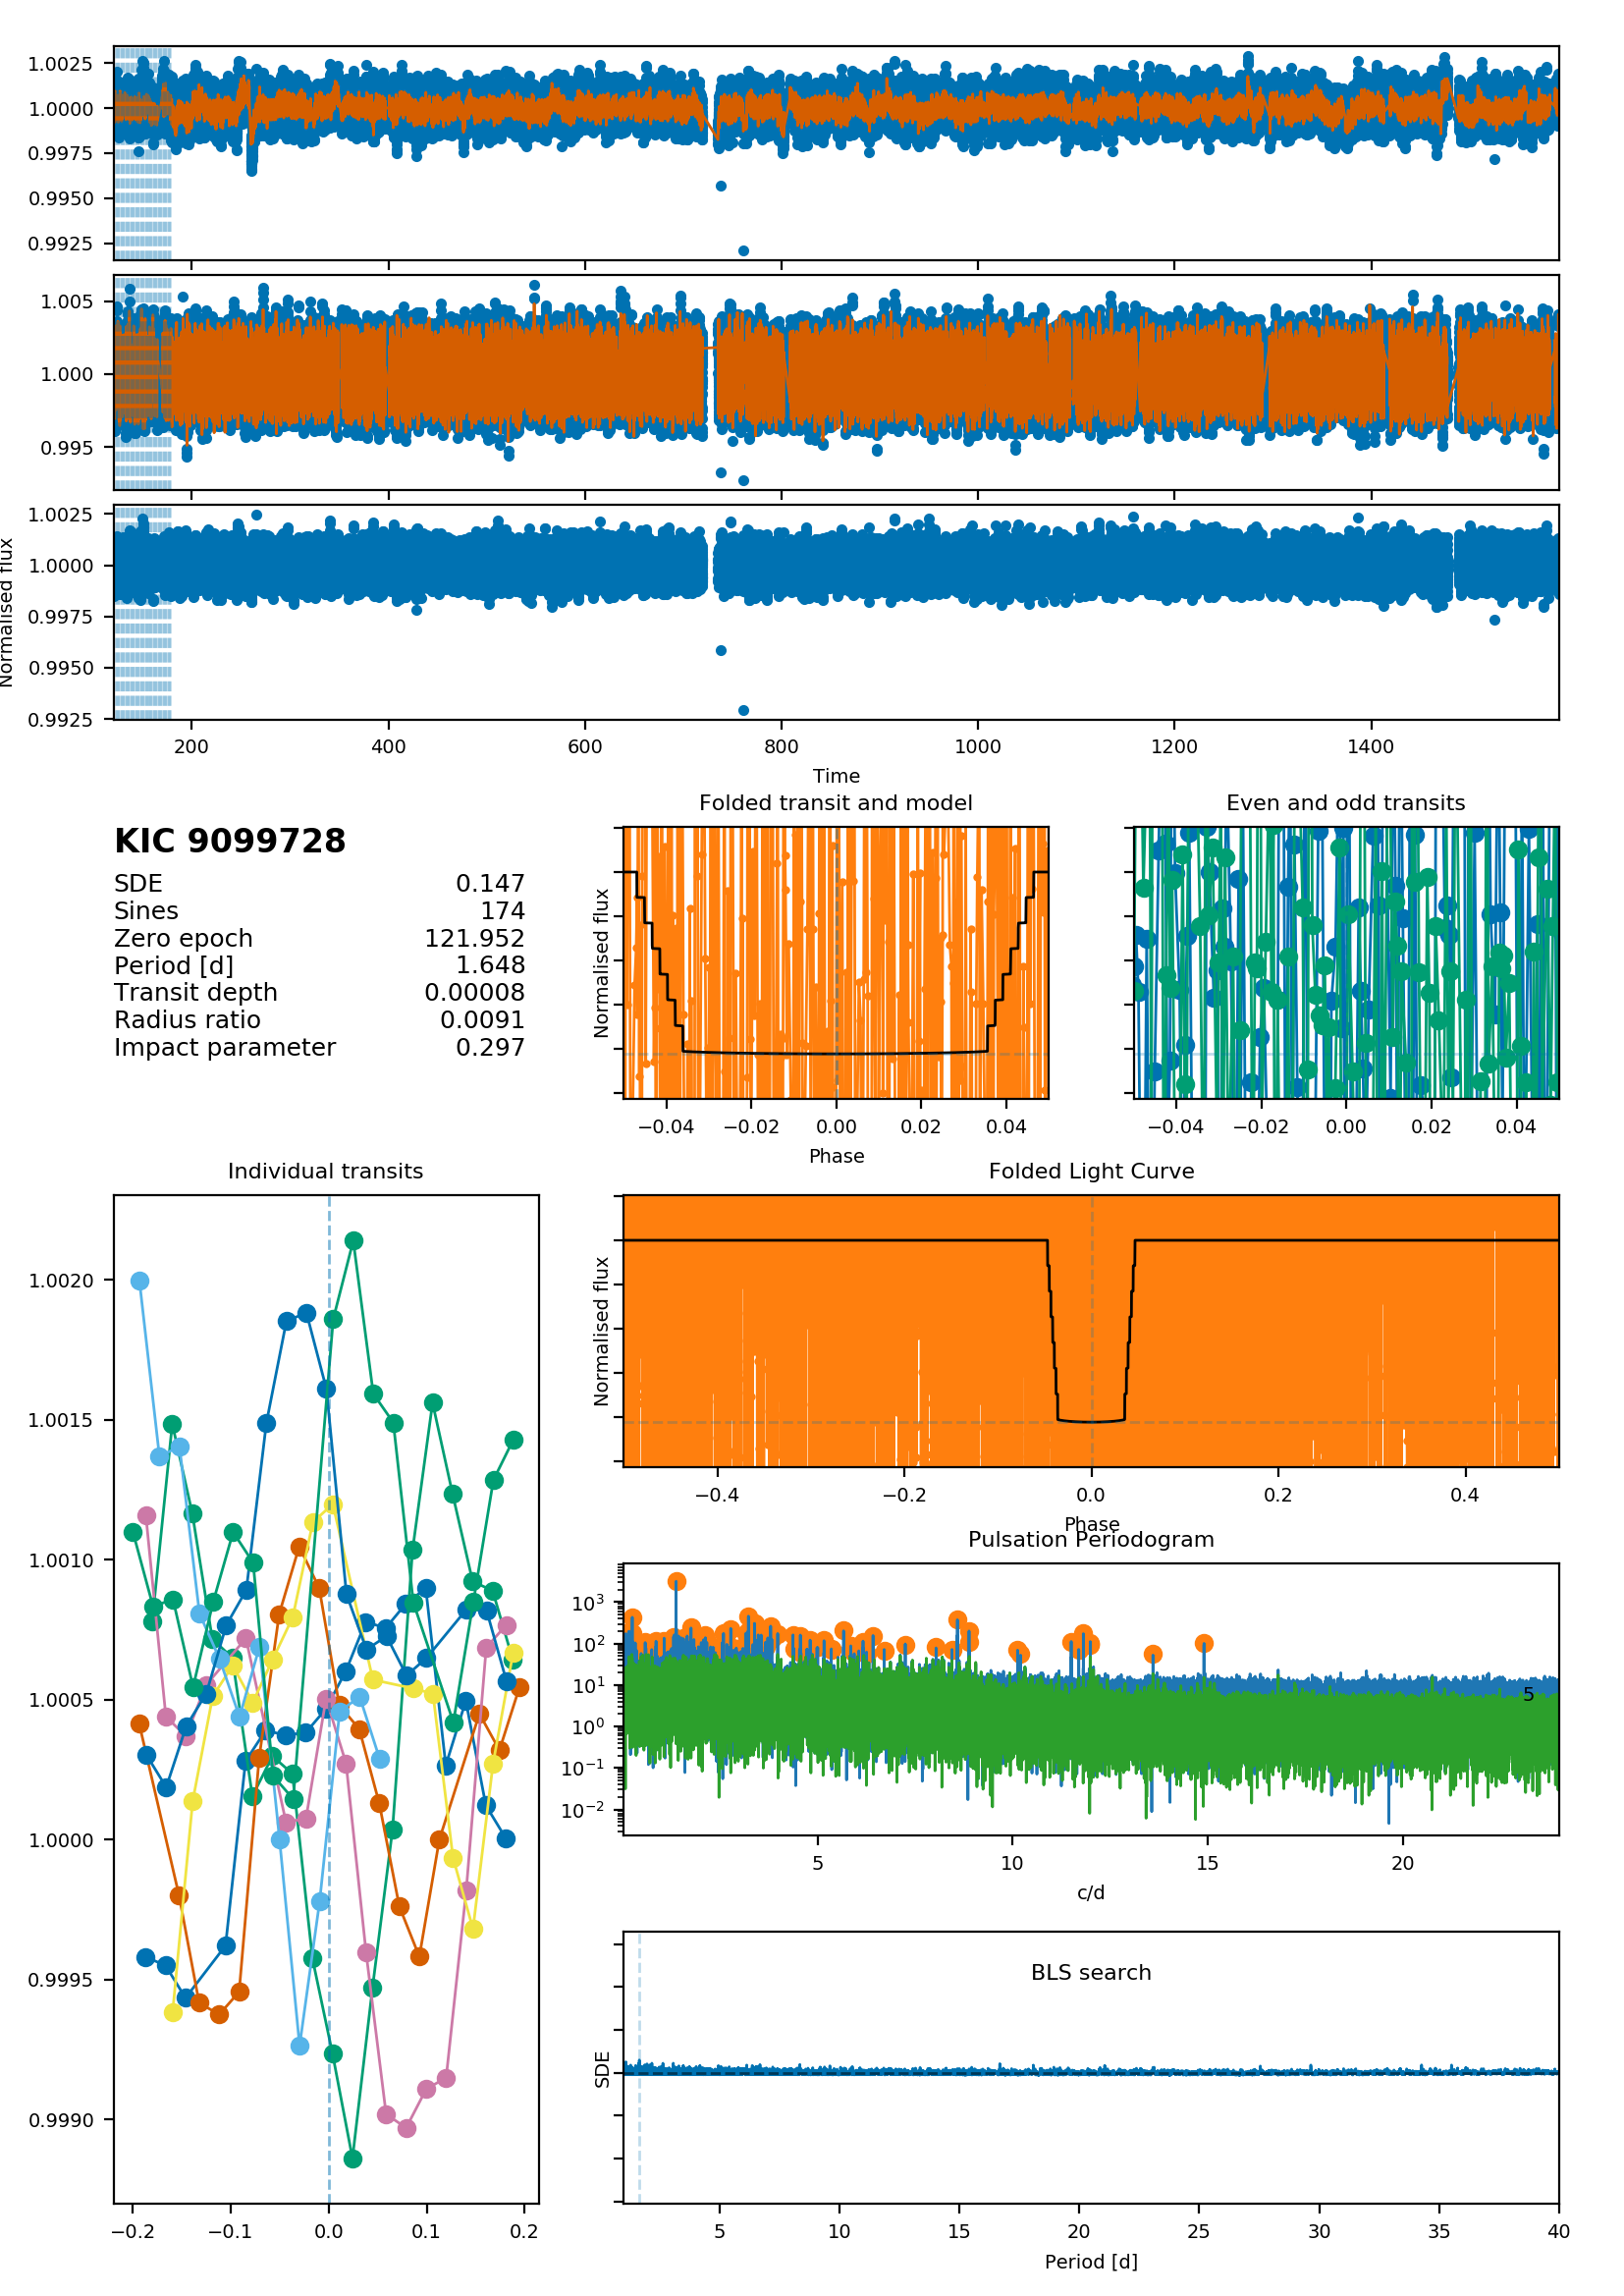 1.0025
1.0000
0.9975
0.9950
0.9925
1.005
1.000
0.995
1.0025
1.0000
0.9975
0.9950
0.9925
Normalised flux
200 400 600 800 1000 1200 1400
Time
KIC 9099728
SDE 0.147
Sines 174
Zero epoch 121.952
Period [d] 1.648
Transit depth 0.00008
Radius ratio 0.0091
Impact parameter 0.297
Folded transit and model
Normalised flux
−0.04 −0.02 0.00 0.02 0.04
Phase
Even and odd transits
−0.04 −0.02 0.00 0.02 0.04
Individual transits
1.0020
1.0015
1.0010
1.0005
1.0000
0.9995
0.9990
−0.2 −0.1 0.0 0.1 0.2
Folded Light Curve
Normalised flux
−0.4 −0.2 0.0 0.2 0.4
Phase
Pulsation Periodogram
10³
10²
10¹
10⁰
10⁻¹
10⁻²
5
5 10 15 20
c/d
BLS search
SDE
5 10 15 20 25 30 35 40
Period [d]